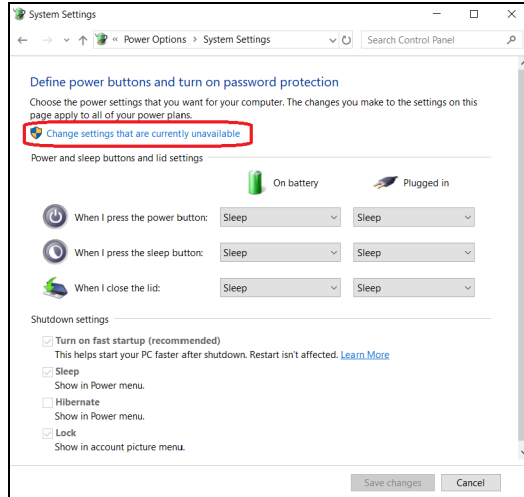 System Settings
« Power Options > System Settings
Search Control Panel
Define power buttons and turn on password protection
Choose the power settings that you want for your computer. The changes you make to the settings on this
page apply to all of your power plans.
Change settings that are currently unavailable
Power and sleep buttons and lid settings
On battery Plugged in
When I press the power button: Sleep Sleep
When I press the sleep button: Sleep Sleep
When I close the lid: Sleep Sleep
Shutdown settings
Turn on fast startup (recommended)
This helps start your PC faster after shutdown. Restart isn't affected. Learn More
Sleep
Show in Power menu.
Hibernate
Show in Power menu.
Lock
Show in account picture menu.
Save changes Cancel